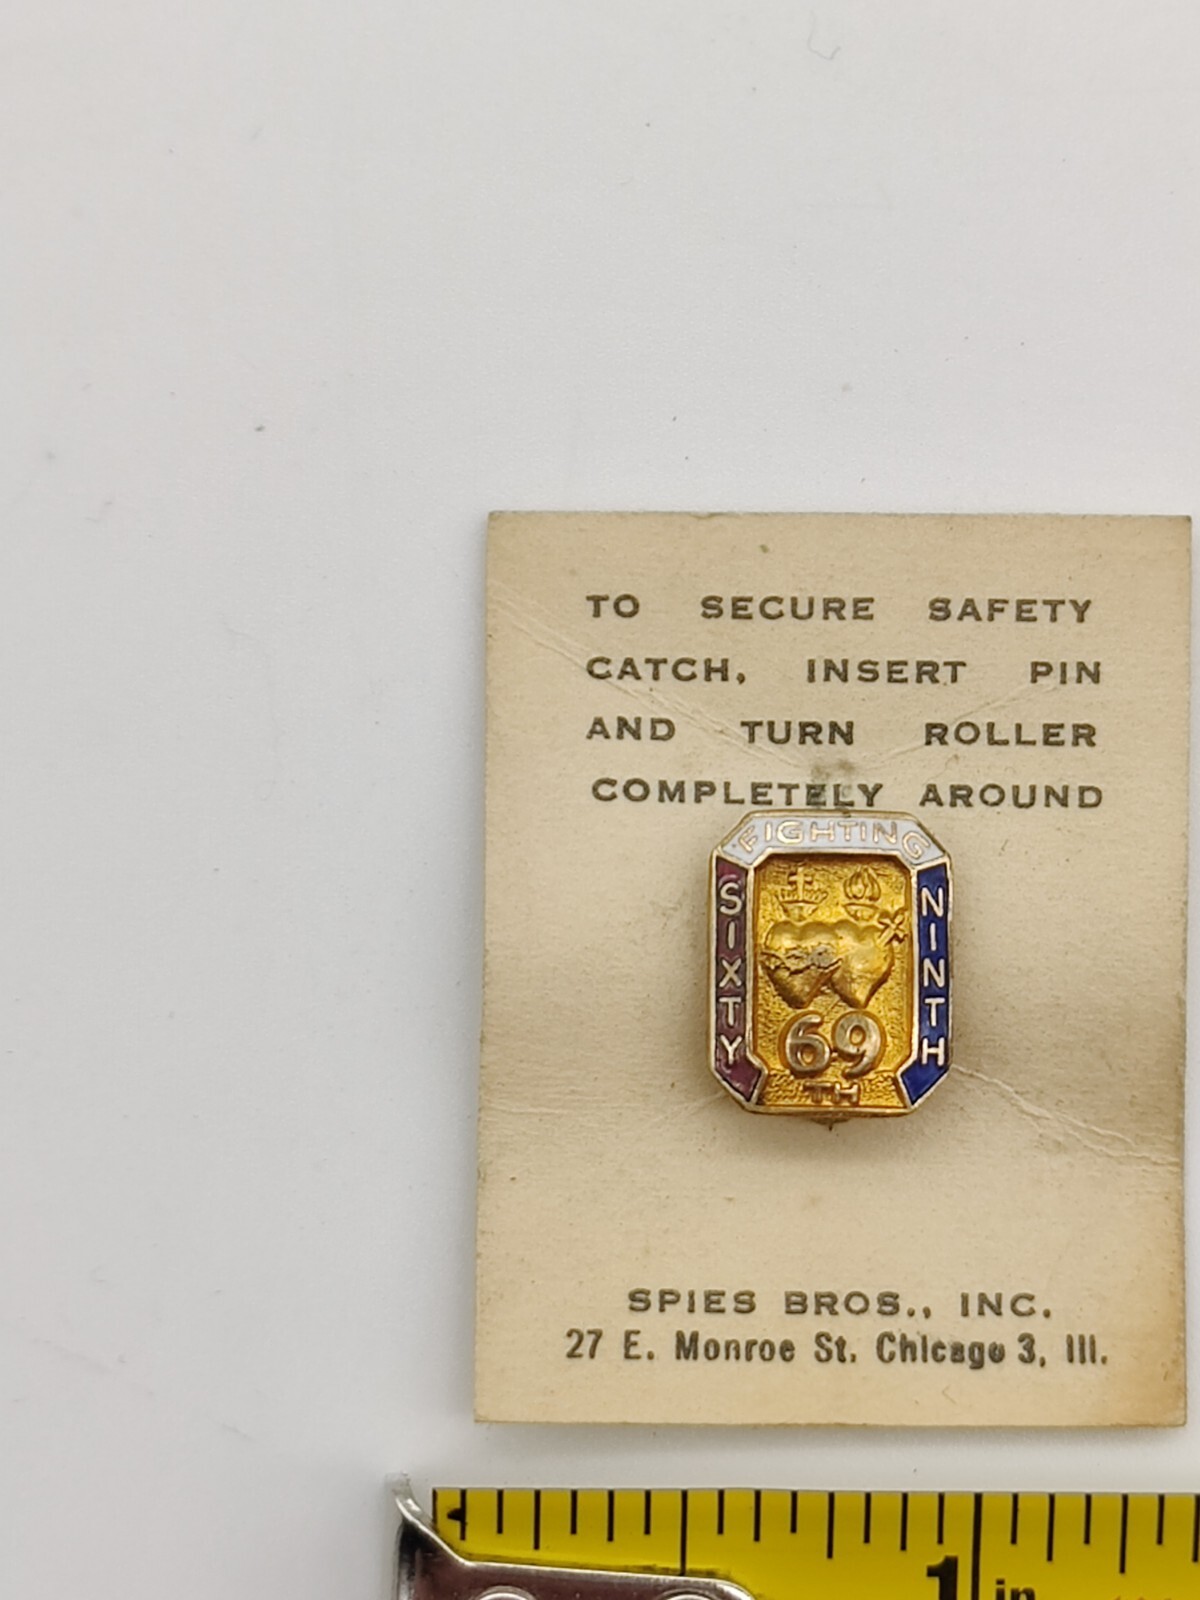 TO SECURE SAFETY
CATCH, INSERT PIN
AND TURN ROLLER
COMPLETELY AROUND
FIGHTING
SIXTY
NINTH
69
TH
SPIES BROS., INC.
27 E. Monroe St. Chicago 3, Ill.
1 in